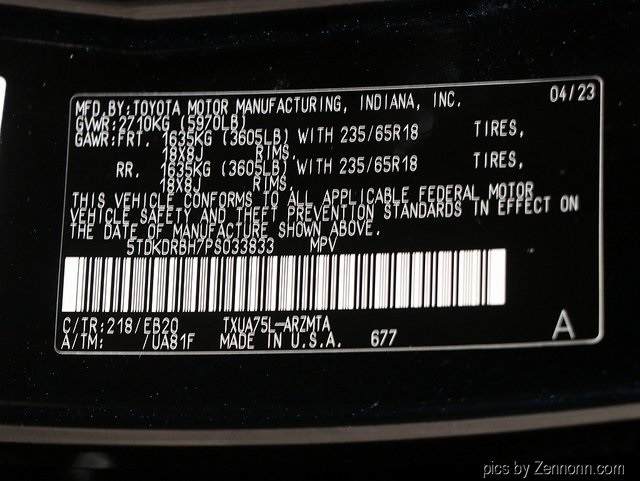 MFD.BY:TOYOTA MOTOR MANUFACTURING, INDIANA, INC. 04/23
GVWR:2710KG (5970LB)
GAWR:FRT. 1635KG (3605LB) WITH 235/65R18 TIRES,
18X8J RIMS,
RR. 1635KG (3605LB) WITH 235/65R18 TIRES,
18X8J RIMS,
THIS VEHICLE CONFORMS TO ALL APPLICABLE FEDERAL MOTOR
VEHICLE SAFETY AND THEFT PREVENTION STANDARDS IN EFFECT ON
THE DATE OF MANUFACTURE SHOWN ABOVE.
5TDKDRBH7PS033833 MPV
C/TR:218/EB20 TXUA75L-ARZMTA
A/TM: /UA81F MADE IN U.S.A. 677 A
pics by Zennonn.com